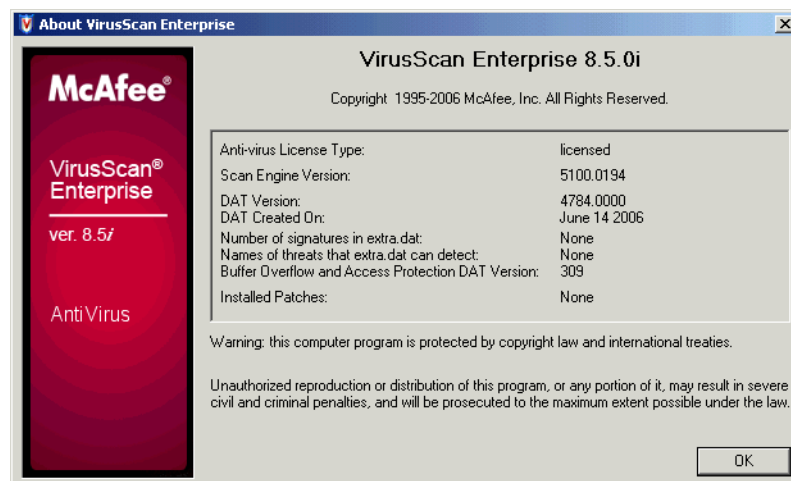 About VirusScan Enterprise
McAfee®
VirusScan®
Enterprise
ver. 8.5i
AntiVirus
VirusScan Enterprise 8.5.0i
Copyright 1995-2006 McAfee, Inc. All Rights Reserved.
Anti-virus License Type: licensed
Scan Engine Version: 5100.0194
DAT Version: 4784.0000
DAT Created On: June 14 2006
Number of signatures in extra.dat: None
Names of threats that extra.dat can detect: None
Buffer Overflow and Access Protection DAT Version: 309
Installed Patches: None
Warning: this computer program is protected by copyright law and international treaties.
Unauthorized reproduction or distribution of this program, or any portion of it, may result in severe
civil and criminal penalties, and will be prosecuted to the maximum extent possible under the law.
OK